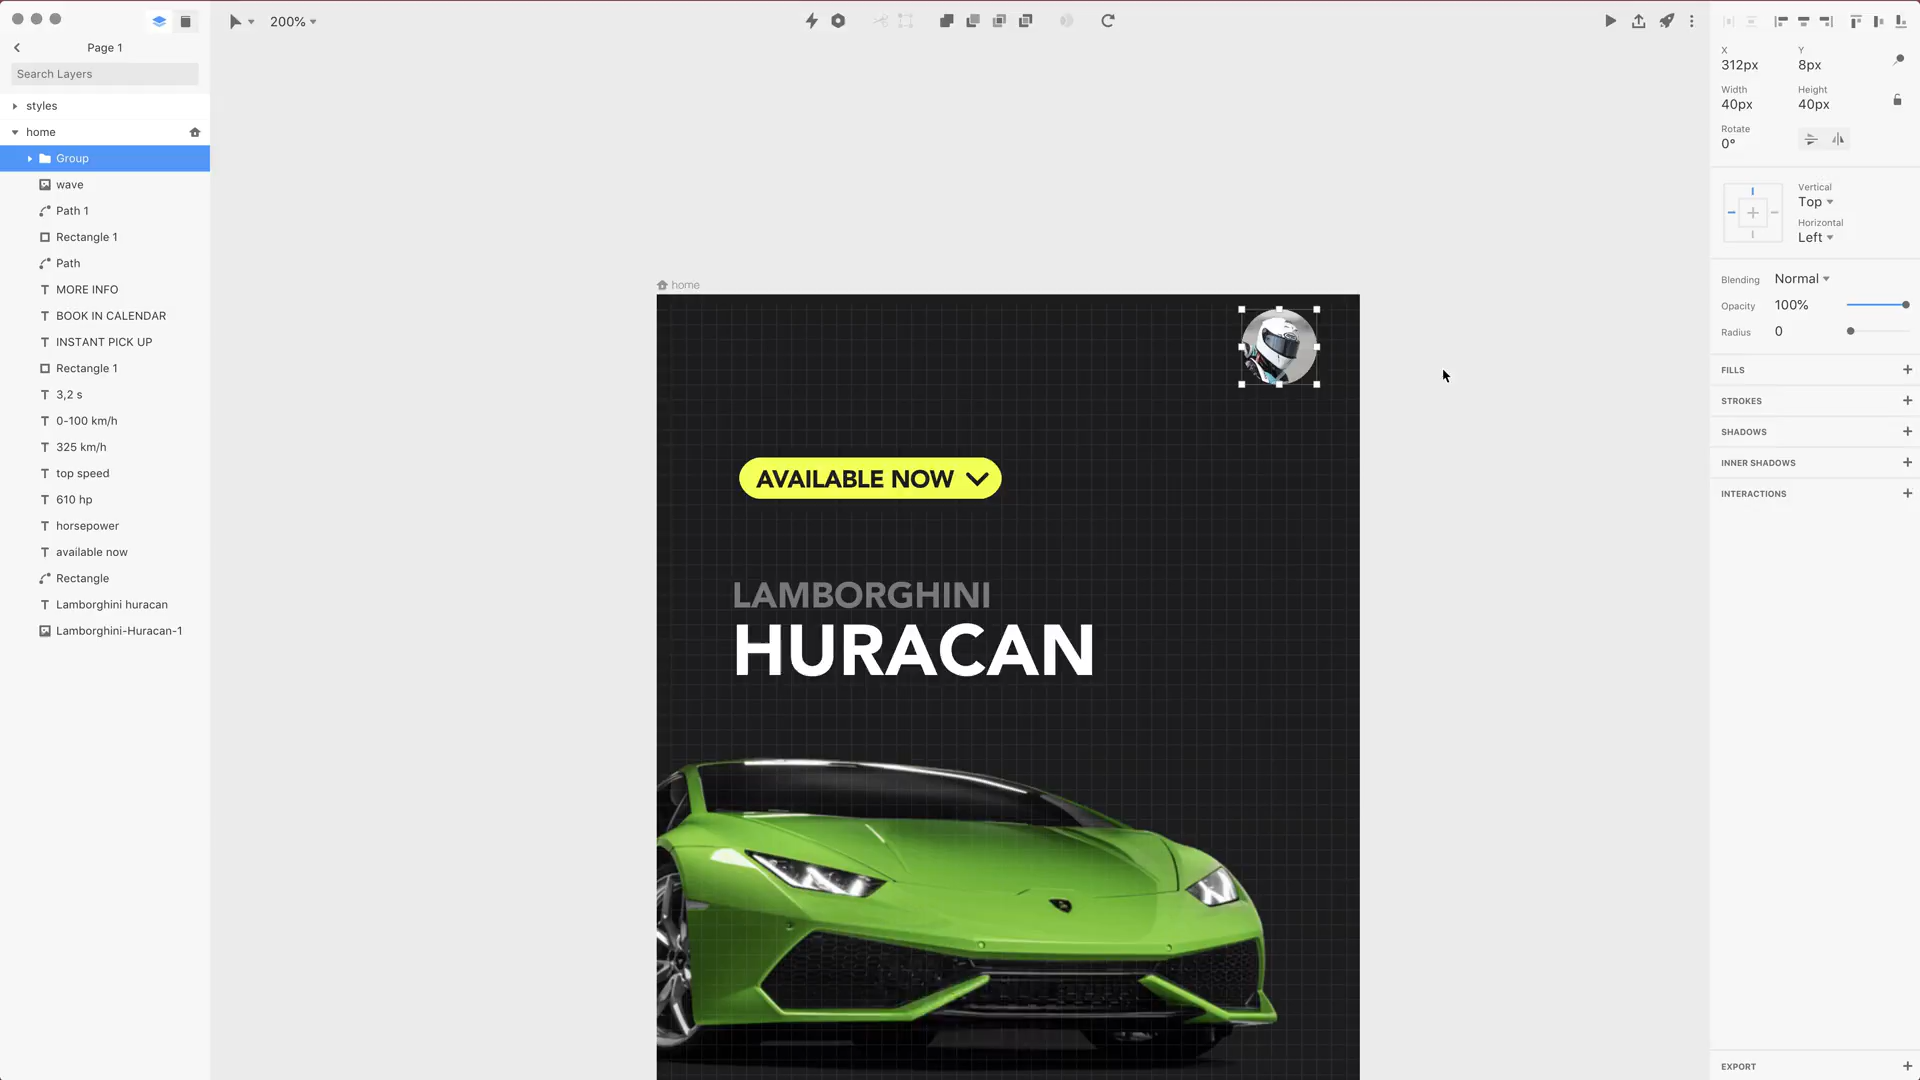 200%
Page 1
Search Layers
styles
home
Group
wave
Path 1
Rectangle 1
Path
MORE INFO
BOOK IN CALENDAR
INSTANT PICK UP
Rectangle 1
3,2 s
0-100 km/h
325 km/h
top speed
610 hp
horsepower
available now
Rectangle
Lamborghini huracan
Lamborghini-Huracan-1
home
AVAILABLE NOW
LAMBORGHINI
HURACAN
X Y
312px 8px
Width Height
40px 40px
Rotate
0°
Vertical
Top
Horizontal
Left
Blending Normal
Opacity 100%
Radius 0
FILLS
STROKES
SHADOWS
INNER SHADOWS
INTERACTIONS
EXPORT